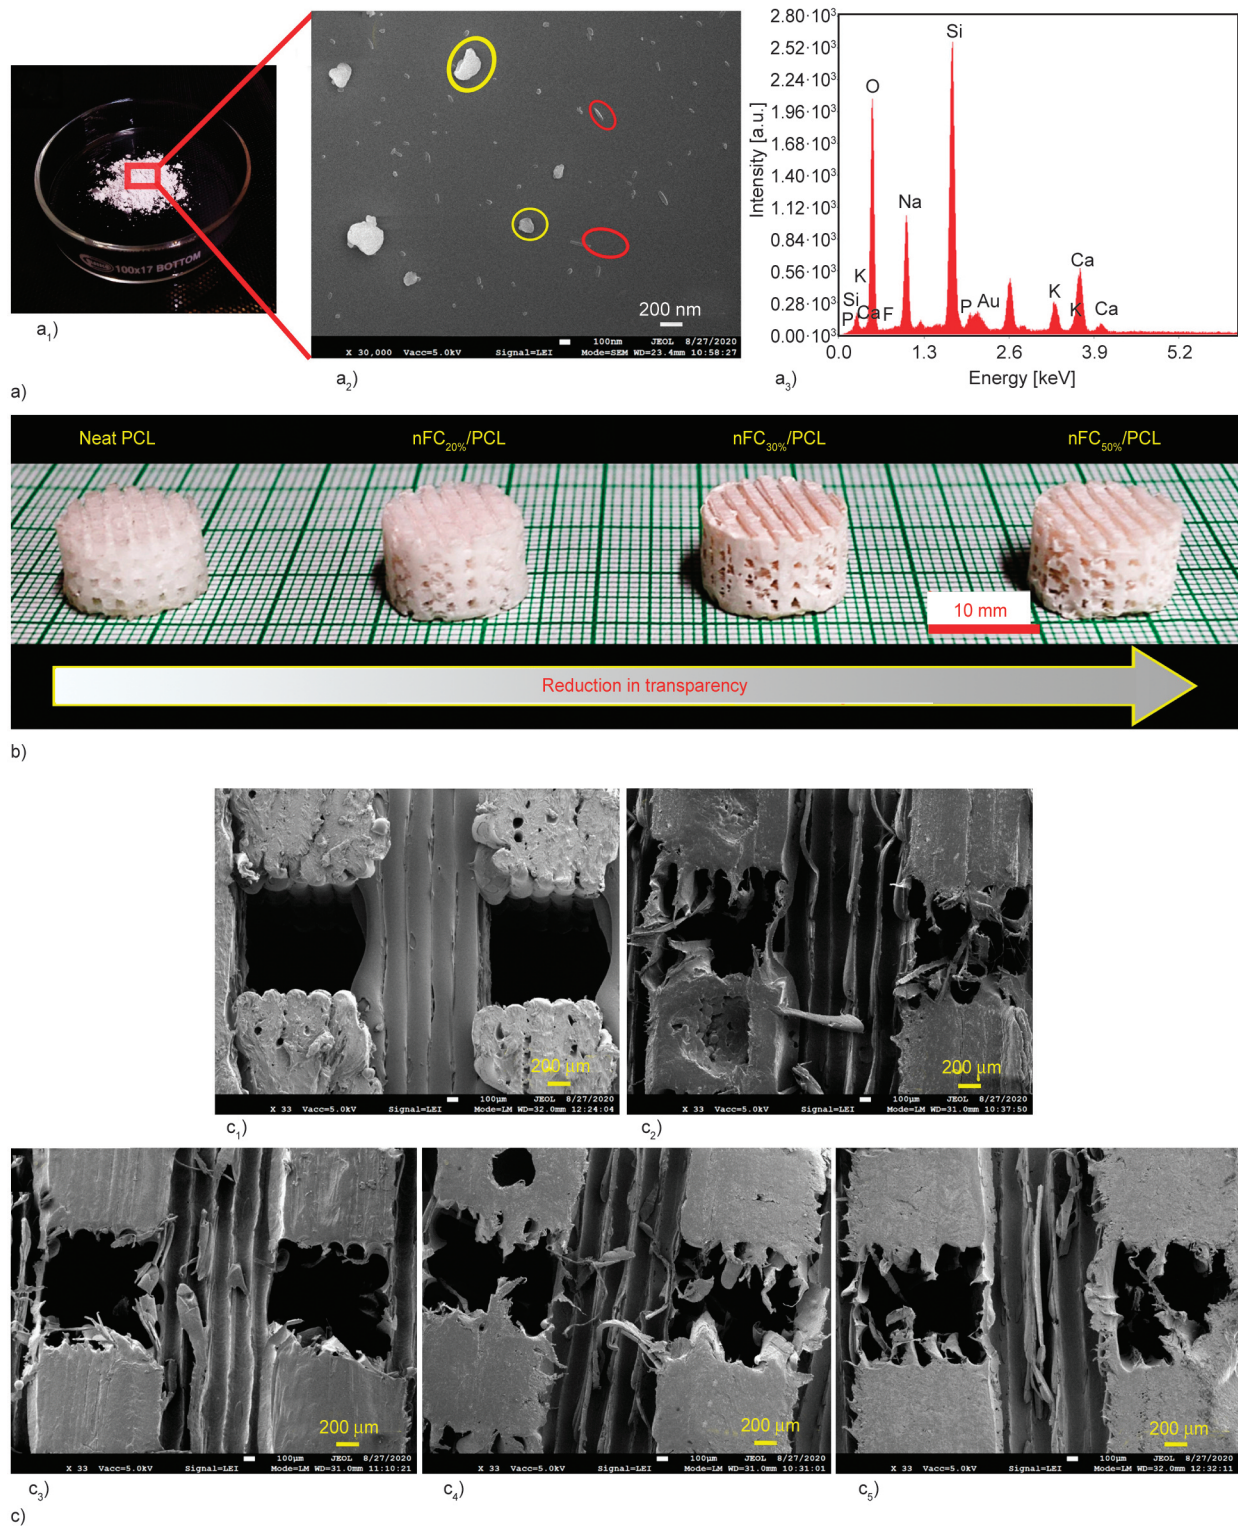 100x17 BOTTOM
a1)
200 nm
100nm JEOL 8/27/2020
X 30,000 Vacc=5.0kV Signal=LEI Mode=SEM WD=23.4mm 10:58:27
a2)
Intensity [a.u.]
2.80·10³
2.52·10³
2.24·10³
1.96·10³
1.68·10³
1.40·10³
1.12·10³
0.84·10³
0.56·10³
0.28·10³
0.00·10³
Si
O
Na
K
Si
P
Ca
F
P
Au
K
Ca
K
Ca
0.0 1.3 2.6 3.9 5.2
Energy [keV]
a3)
a)
Neat PCL nFC20%/PCL nFC30%/PCL nFC50%/PCL
10 mm
Reduction in transparency
b)
200 µm
100µm JEOL 8/27/2020
X 33 Vacc=5.0kV Signal=LEI Mode=LM WD=32.0mm 12:24:04
c1)
200 µm
100µm JEOL 8/27/2020
X 33 Vacc=5.0kV Signal=LEI Mode=LM WD=31.0mm 10:37:50
c2)
200 µm
100µm JEOL 8/27/2020
X 33 Vacc=5.0kV Signal=LEI Mode=LM WD=31.0mm 11:10:21
c3)
200 µm
100µm JEOL 8/27/2020
X 33 Vacc=5.0kV Signal=LEI Mode=LM WD=31.0mm 10:31:01
c4)
200 µm
100µm JEOL 8/27/2020
X 33 Vacc=5.0kV Signal=LEI Mode=LM WD=32.0mm 12:32:11
c5)
c)